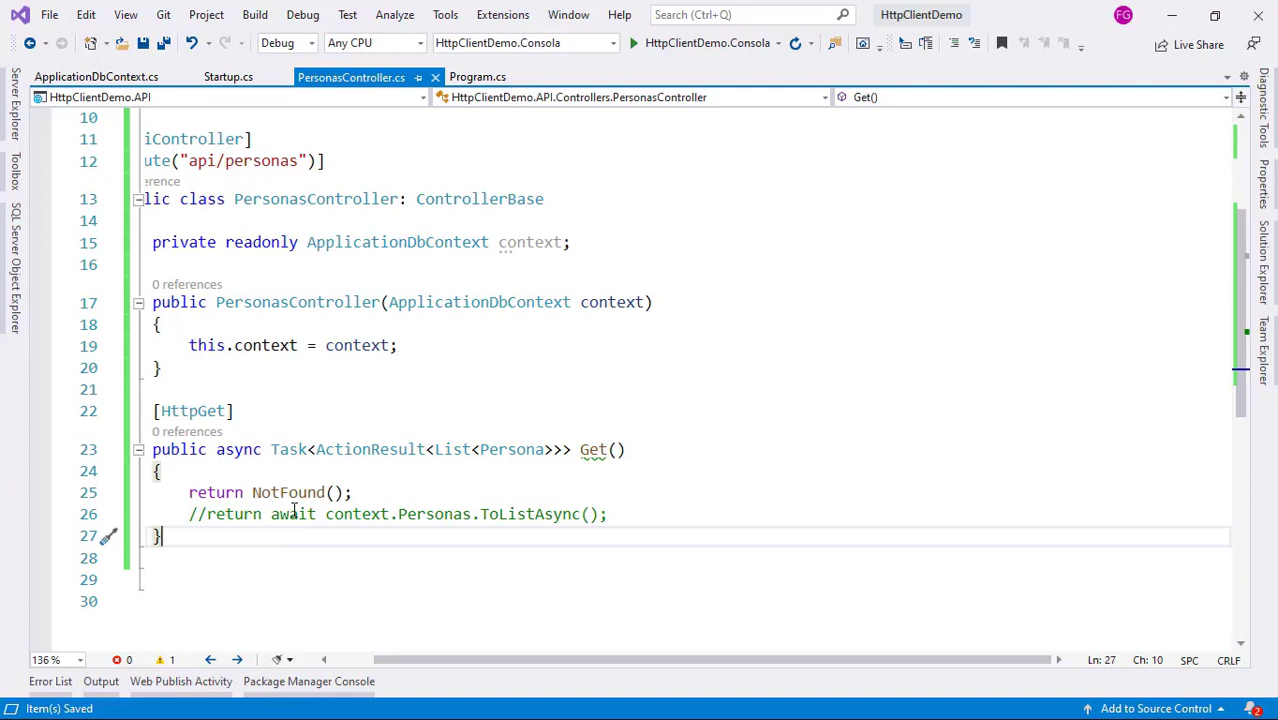 File Edit View Git Project Build Debug Test Analyze Tools Extensions Window Help Search (Ctrl+Q) HttpClientDemo FG
Debug Any CPU HttpClientDemo.Consola HttpClientDemo.Consola Live Share
ApplicationDbContext.cs Startup.cs PersonasController.cs Program.cs
HttpClientDemo.API HttpClientDemo.API.Controllers.PersonasController Get()
Server Explorer
Toolbox
SQL Server Object Explorer
10
11 iController]
12 ute("api/personas")]
erence
13 lic class PersonasController: ControllerBase
14
15 private readonly ApplicationDbContext context;
16
0 references
17 public PersonasController(ApplicationDbContext context)
18 {
19 this.context = context;
20 }
21
22 [HttpGet]
0 references
23 public async Task<ActionResult<List<Persona>>> Get()
24 {
25 return NotFound();
26 //return await context.Personas.ToListAsync();
27 }
28
29
30
Diagnostic Tools
Properties
Solution Explorer
Team Explorer
136 % 0 1 Ln: 27 Ch: 10 SPC CRLF
Error List Output Web Publish Activity Package Manager Console
Item(s) Saved Add to Source Control 2